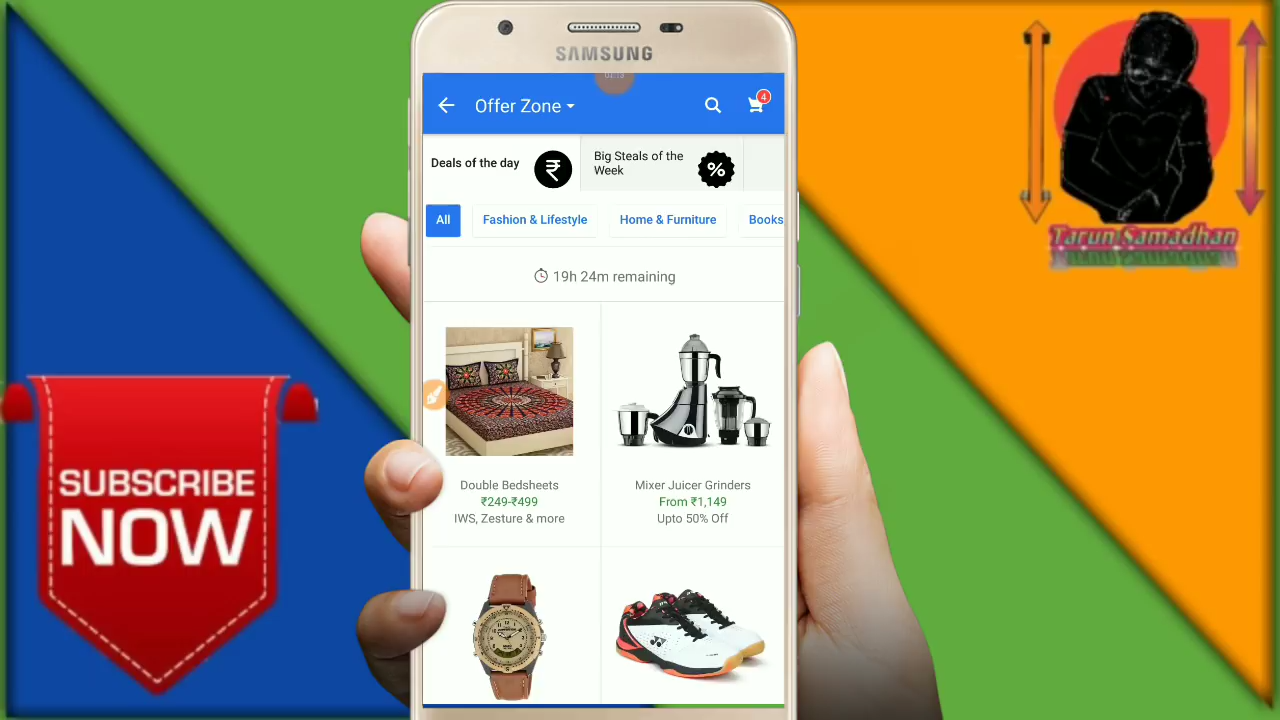 SAMSUNG
Offer Zone
4
Deals of the day
₹
Big Steals of the
Week
%
All
Fashion & Lifestyle
Home & Furniture
Books
19h 24m remaining
Double Bedsheets
₹249-₹499
IWS, Zesture & more
Mixer Juicer Grinders
From ₹1,149
Upto 50% Off
SUBSCRIBE
NOW
Tarun Samadhan